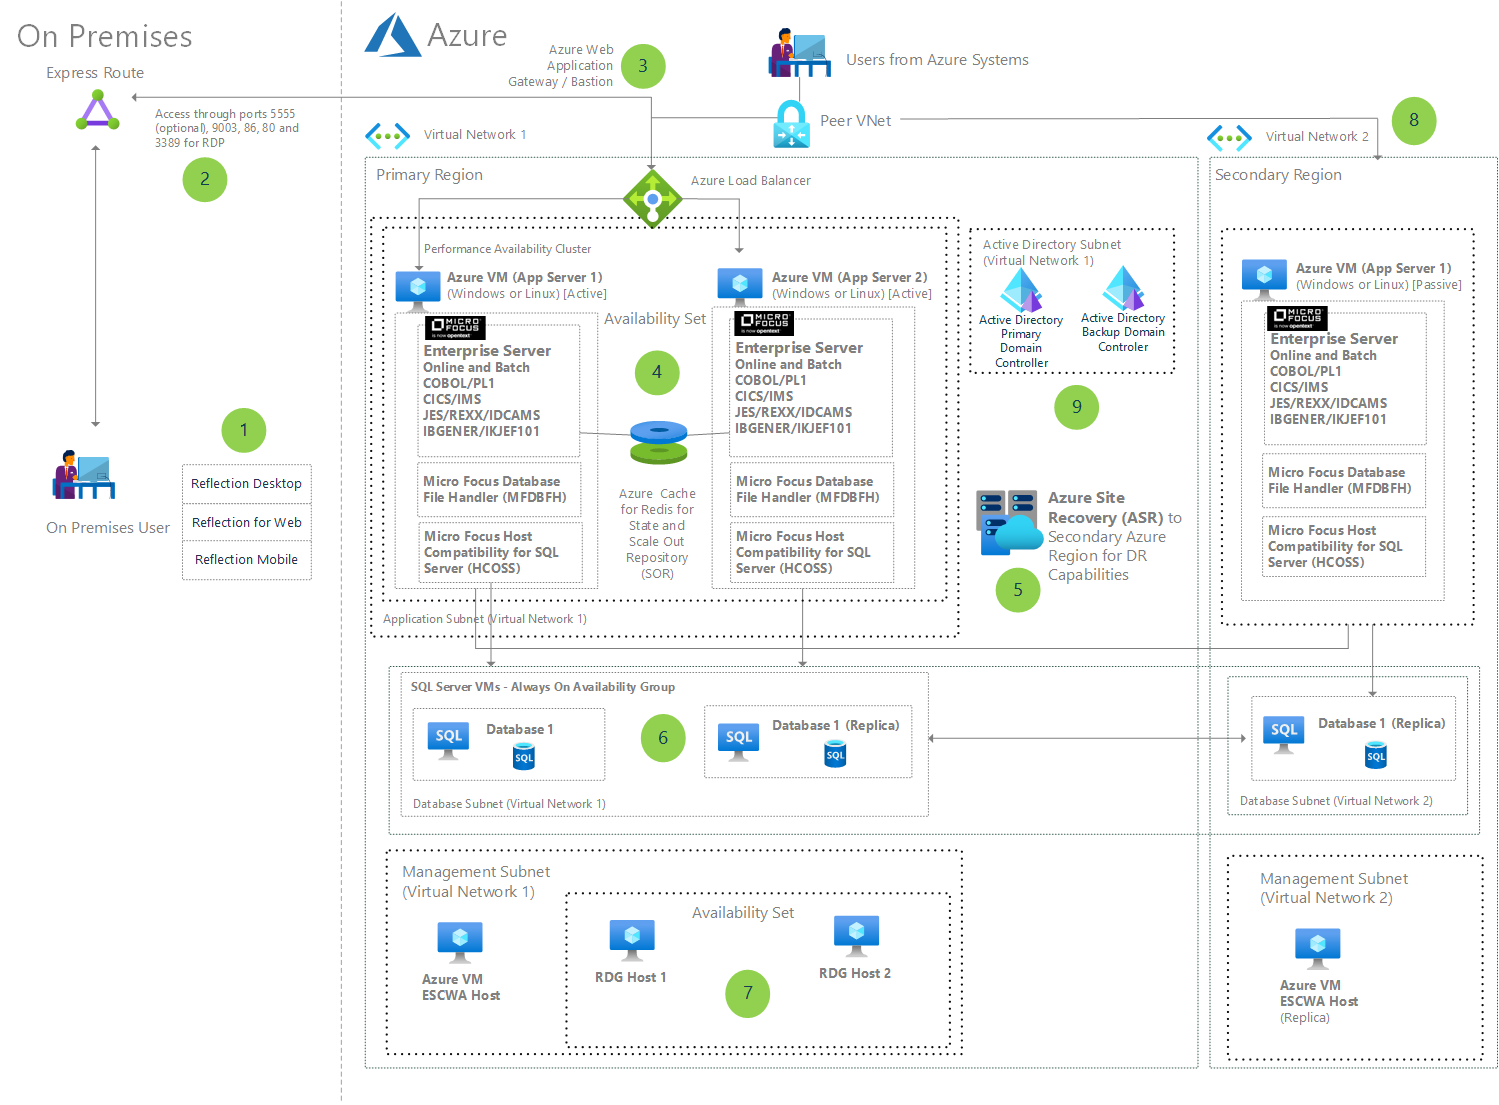 On Premises
Express Route
Access through ports 5555
(optional), 9003, 86, 80 and
3389 for RDP
2
1
Reflection Desktop
Reflection for Web
Reflection Mobile
On Premises User
Azure
Azure Web
Application
Gateway / Bastion
3
Users from Azure Systems
Peer VNet
8
Virtual Network 1
Virtual Network 2
Primary Region
Azure Load Balancer
Secondary Region
Performance Availability Cluster
Azure VM (App Server 1)
(Windows or Linux) [Active]
MICRO
FOCUS
is now opentext
Enterprise Server
Online and Batch
COBOL/PL1
CICS/IMS
JES/REXX/IDCAMS
IBGENER/IKJEF101
Micro Focus Database
File Handler (MFDBFH)
Micro Focus Host
Compatibility for SQL
Server (HCOSS)
Availability Set
4
Azure Cache
for Redis for
State and
Scale Out
Repository
(SOR)
Azure VM (App Server 2)
(Windows or Linux) [Active]
MICRO
FOCUS
is now opentext
Enterprise Server
Online and Batch
COBOL/PL1
CICS/IMS
JES/REXX/IDCAMS
IBGENER/IKJEF101
Micro Focus Database
File Handler (MFDBFH)
Micro Focus Host
Compatibility for SQL
Server (HCOSS)
Application Subnet (Virtual Network 1)
Active Directory Subnet
(Virtual Network 1)
Active Directory
Primary
Domain
Controller
Active Directory
Backup Domain
Controler
9
Azure Site
Recovery (ASR) to
Secondary Azure
Region for DR
Capabilities
5
Azure VM (App Server 1)
(Windows or Linux) [Passive]
MICRO
FOCUS
is now opentext
Enterprise Server
Online and Batch
COBOL/PL1
CICS/IMS
JES/REXX/IDCAMS
IBGENER/IKJEF101
Micro Focus Database
File Handler (MFDBFH)
Micro Focus Host
Compatibility for SQL
Server (HCOSS)
SQL Server VMs - Always On Availability Group
SQL
Database 1
SQL
6
SQL
Database 1 (Replica)
SQL
Database Subnet (Virtual Network 1)
SQL
Database 1 (Replica)
SQL
Database Subnet (Virtual Network 2)
Management Subnet
(Virtual Network 1)
Azure VM
ESCWA Host
Availability Set
RDG Host 1
RDG Host 2
7
Management Subnet
(Virtual Network 2)
Azure VM
ESCWA Host
(Replica)